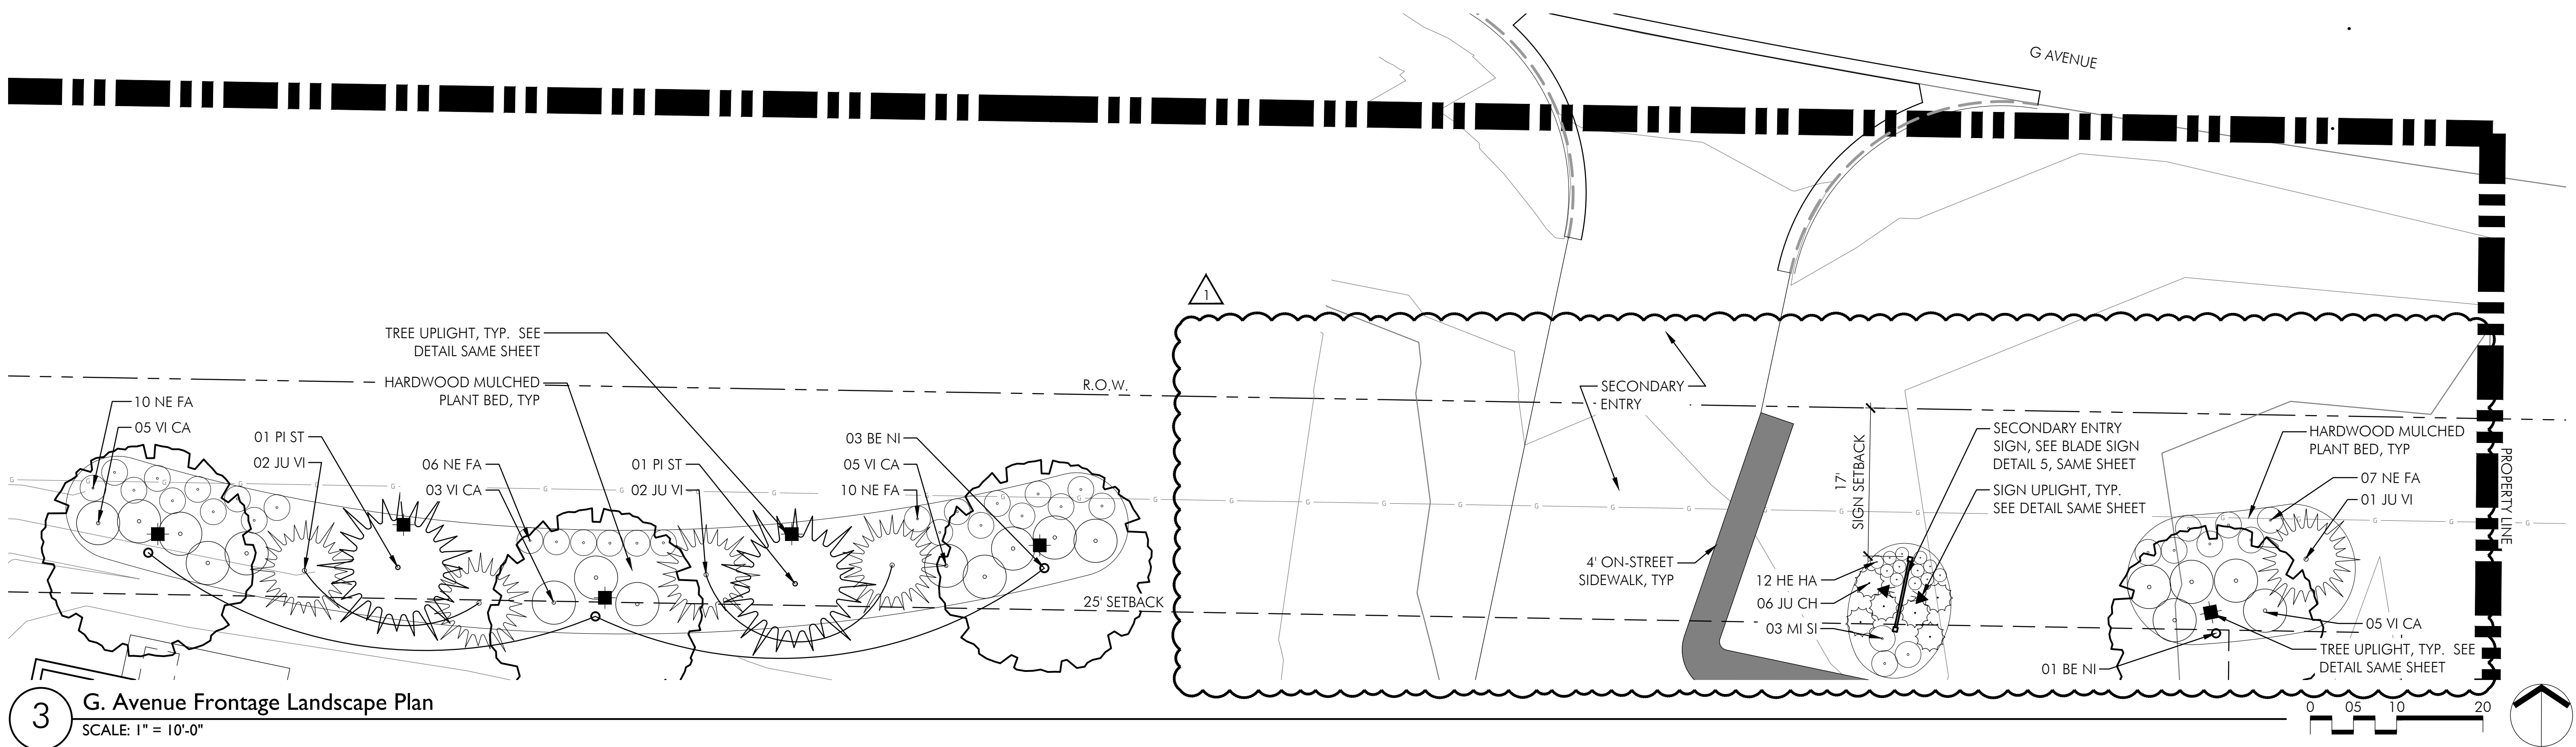 G AVENUE
1
TREE UPLIGHT, TYP. SEE
DETAIL SAME SHEET
HARDWOOD MULCHED
PLANT BED, TYP
R.O.W.
10 NE FA
05 VI CA
01 PI ST
02 JU VI
06 NE FA
03 VI CA
01 PI ST
02 JU VI
03 BE NI
05 VI CA
10 NE FA
25' SETBACK
SECONDARY
ENTRY
17'
SIGN SETBACK
SECONDARY ENTRY
SIGN, SEE BLADE SIGN
DETAIL 5, SAME SHEET
SIGN UPLIGHT, TYP.
SEE DETAIL SAME SHEET
4' ON-STREET
SIDEWALK, TYP
12 HE HA
06 JU CH
03 MI SI
HARDWOOD MULCHED
PLANT BED, TYP
07 NE FA
01 JU VI
PROPERTY LINE
05 VI CA
TREE UPLIGHT, TYP. SEE
DETAIL SAME SHEET
01 BE NI
G G G G G G G G G G G G G G G G G G
3
G. Avenue Frontage Landscape Plan
SCALE: 1" = 10'-0"
0 05 10 20